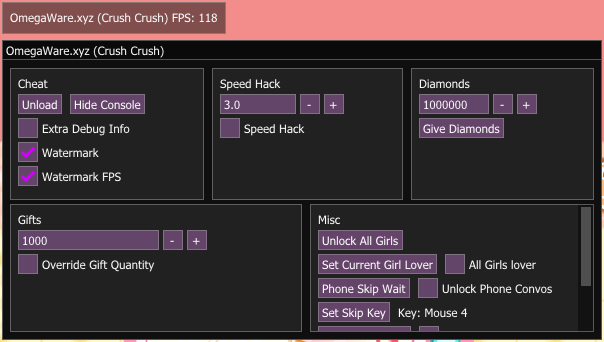 OmegaWare.xyz (Crush Crush) FPS: 118
OmegaWare.xyz (Crush Crush)
Cheat
Unload Hide Console
Extra Debug Info
Watermark
Watermark FPS
Speed Hack
3.0 - +
Speed Hack
Diamonds
1000000 - +
Give Diamonds
Gifts
1000 - +
Override Gift Quantity
Misc
Unlock All Girls
Set Current Girl Lover All Girls lover
Phone Skip Wait Unlock Phone Convos
Set Skip Key Key: Mouse 4